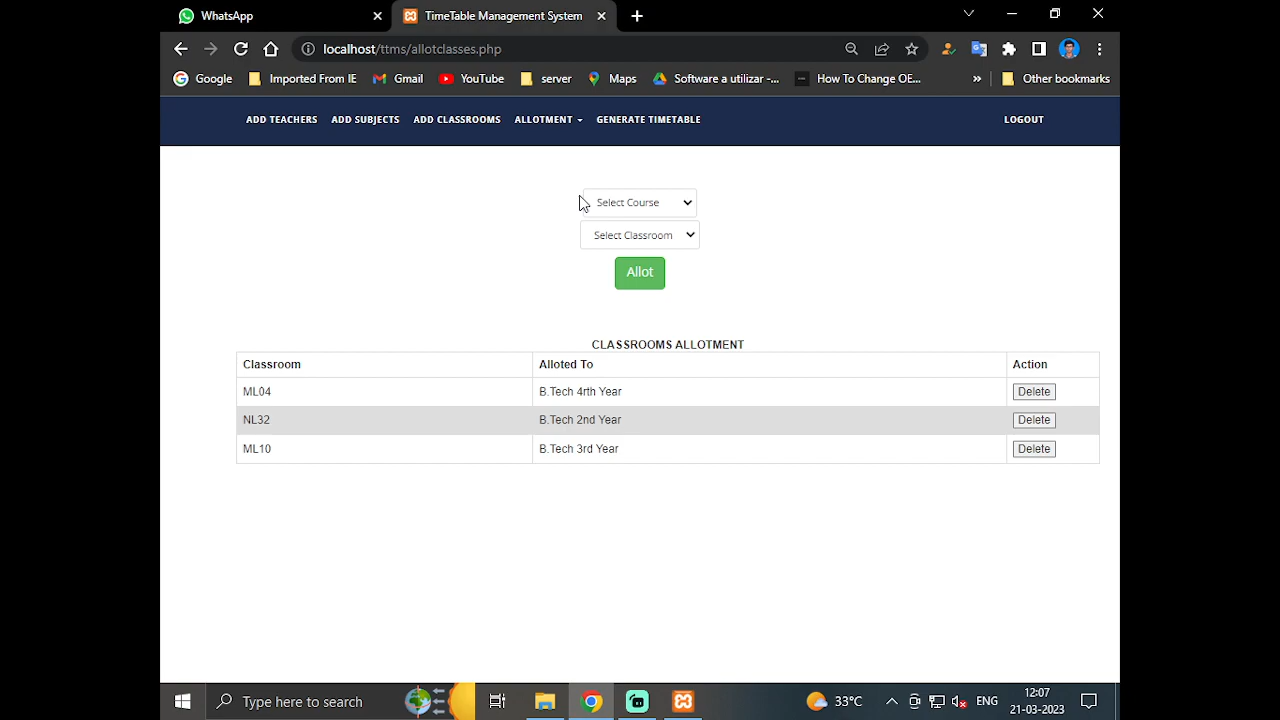 WhatsApp
TimeTable Management System
localhost/ttms/allotclasses.php
Google
Imported From IE
Gmail
YouTube
server
Maps
Software a utilizar -...
How To Change OE...
»
Other bookmarks
ADD TEACHERS
ADD SUBJECTS
ADD CLASSROOMS
ALLOTMENT
GENERATE TIMETABLE
LOGOUT
Select Course
Select Classroom
Allot
CLASSROOMS ALLOTMENT
Classroom Alloted To Action
ML04 B.Tech 4rth Year Delete
NL32 B.Tech 2nd Year Delete
ML10 B.Tech 3rd Year Delete
Type here to search
33°C
ENG
12:07
21-03-2023